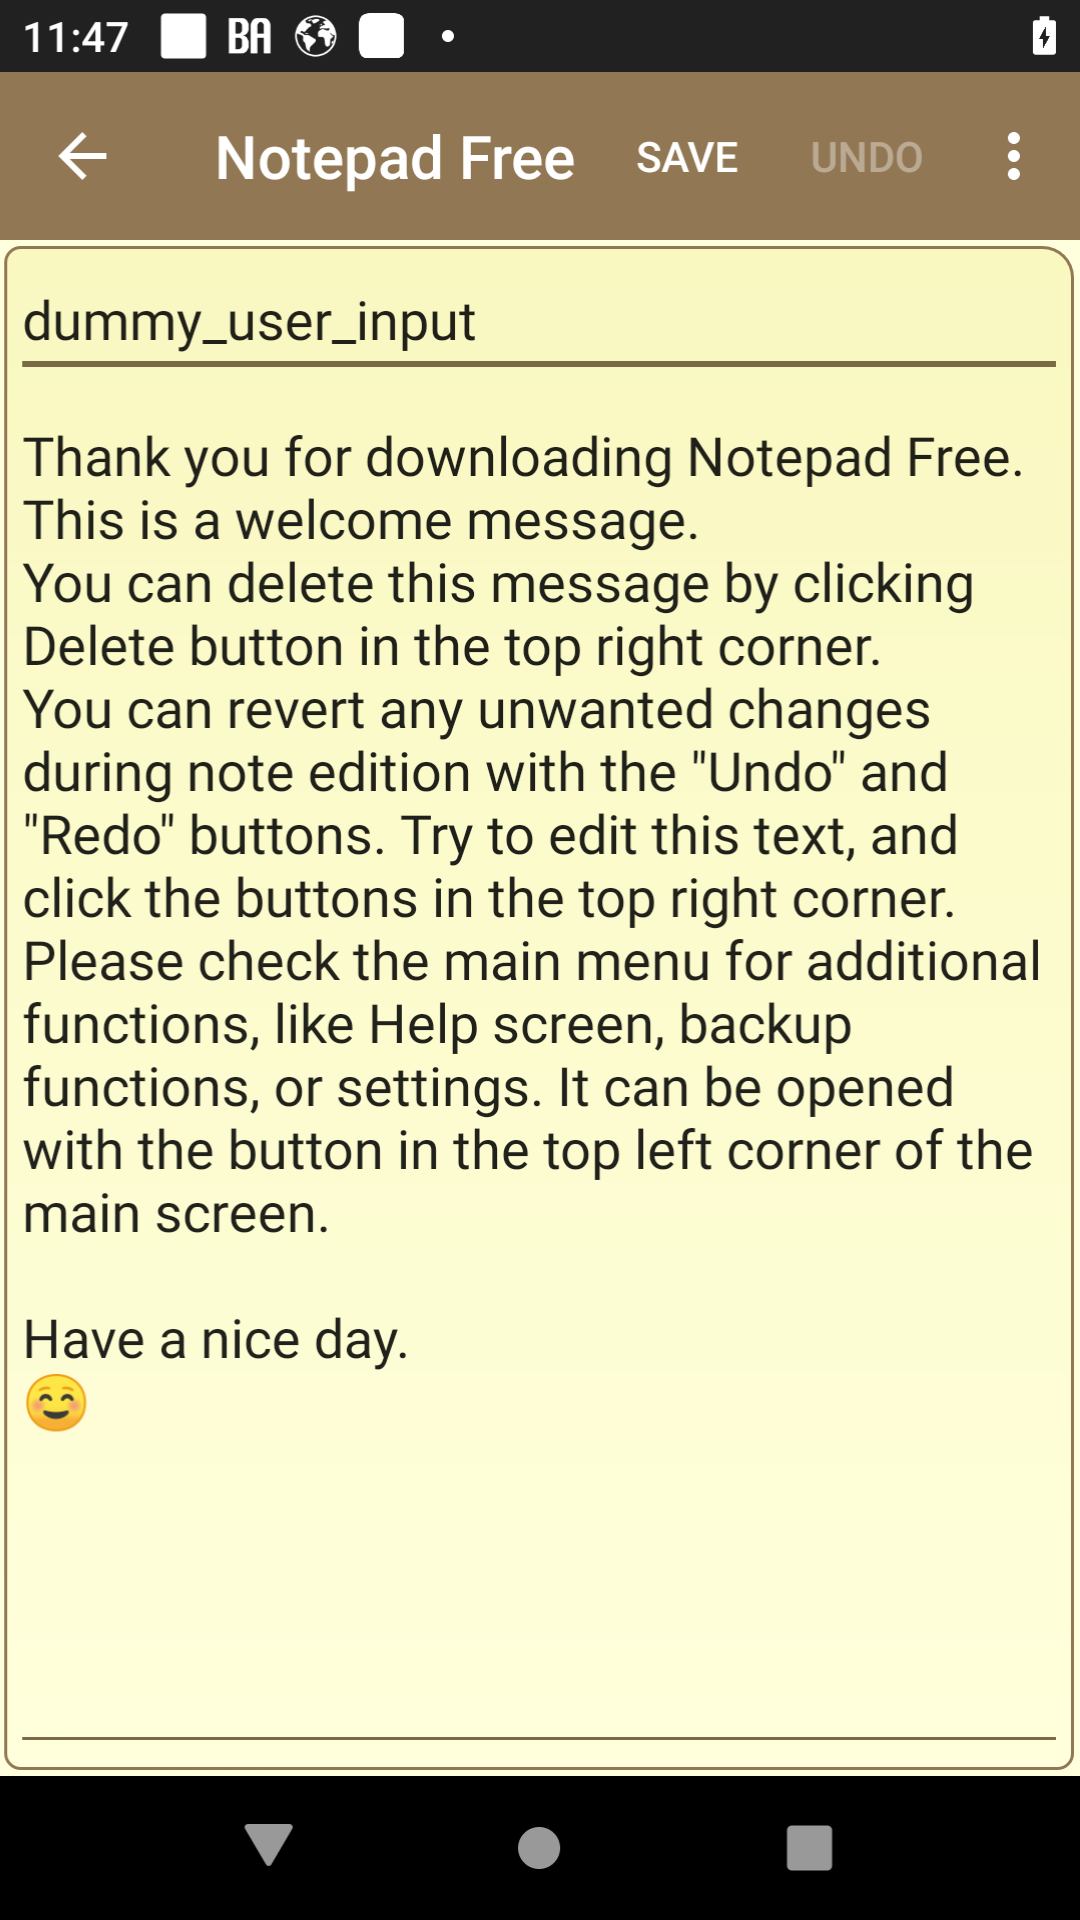 11:47 BA
Notepad Free SAVE UNDO
dummy_user_input
Thank you for downloading Notepad Free.
This is a welcome message.
You can delete this message by clicking
Delete button in the top right corner.
You can revert any unwanted changes
during note edition with the "Undo" and
"Redo" buttons. Try to edit this text, and
click the buttons in the top right corner.
Please check the main menu for additional
functions, like Help screen, backup
functions, or settings. It can be opened
with the button in the top left corner of the
main screen.
Have a nice day.
☺️